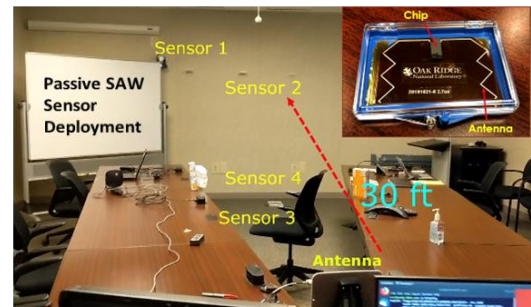 Passive SAW
Sensor
Deployment
Sensor 1
Sensor 2
Sensor 4
Sensor 3
30 ft
Antenna
Chip
OAK RIDGE
National Laboratory
Antenna